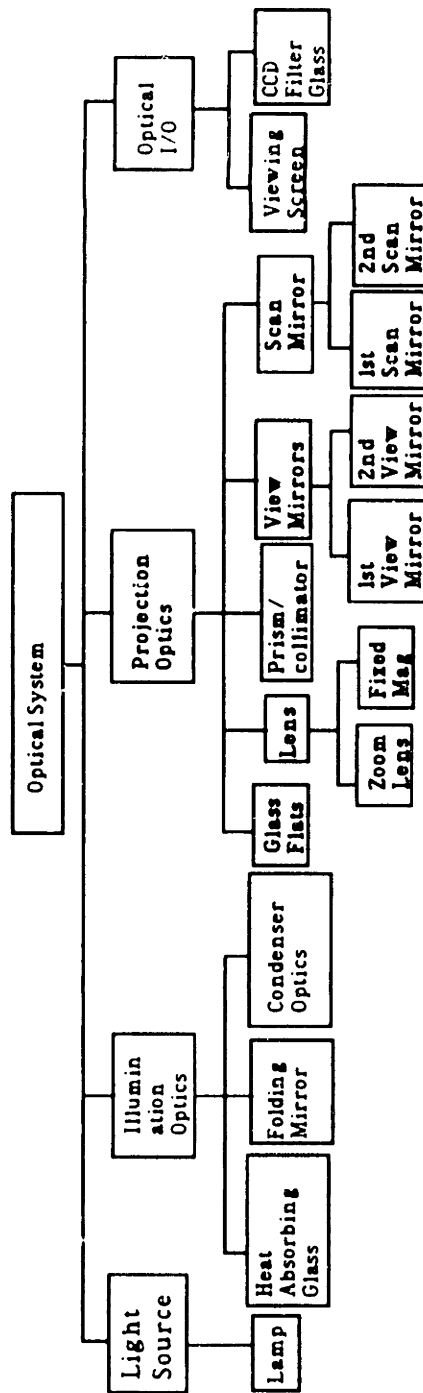 Optical System
Light
Source
Illumin
ation
Optics
Projection
Optics
Optical
I/O
Lamp
Heat
Absorbing
Glass
Folding
Mirror
Condenser
Optics
Glass
Flats
Lens
Prism/
collimator
View
Mirrors
Scan
Mirror
Viewing
Screen
CCD
Filter
Glass
Zoom
Lens
Fixed
Mag
1st
View
Mirror
2nd
View
Mirror
1st
Scan
Mirror
2nd
Scan
Mirror